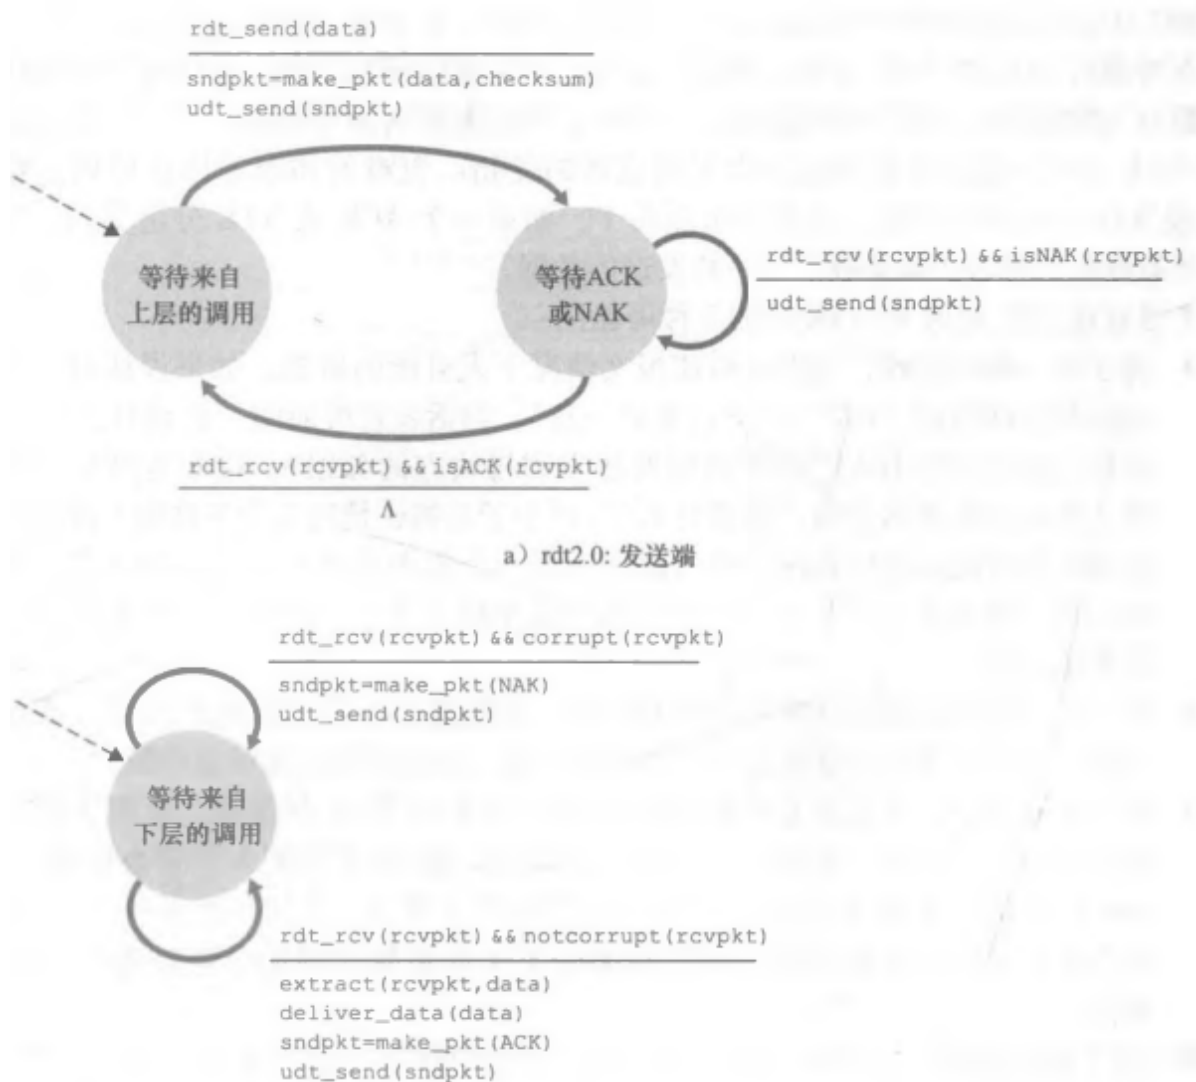 rdt_send(data)
sndpkt=make_pkt(data,checksum)
udt_send(sndpkt)
等待来自
上层的调用
等待ACK
或NAK
rdt_rcv(rcvpkt) && isNAK(rcvpkt)
udt_send(sndpkt)
rdt_rcv(rcvpkt) && isACK(rcvpkt)
Λ
a) rdt2.0: 发送端
rdt_rcv(rcvpkt) && corrupt(rcvpkt)
sndpkt=make_pkt(NAK)
udt_send(sndpkt)
等待来自
下层的调用
rdt_rcv(rcvpkt) && notcorrupt(rcvpkt)
extract(rcvpkt,data)
deliver_data(data)
sndpkt=make_pkt(ACK)
udt_send(sndpkt)